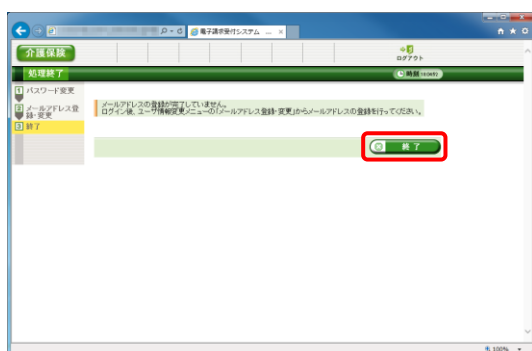 電子請求受付システム ...
介護保険
ログアウト
処理終了
時刻
1 パスワード変更
2 メールアドレス登
録・変更
3 終了
メールアドレスの登録が完了していません。
ログイン後、ユーザ情報変更メニューの「メールアドレス登録・変更」からメールアドレスの登録を行ってください。
終了
100%